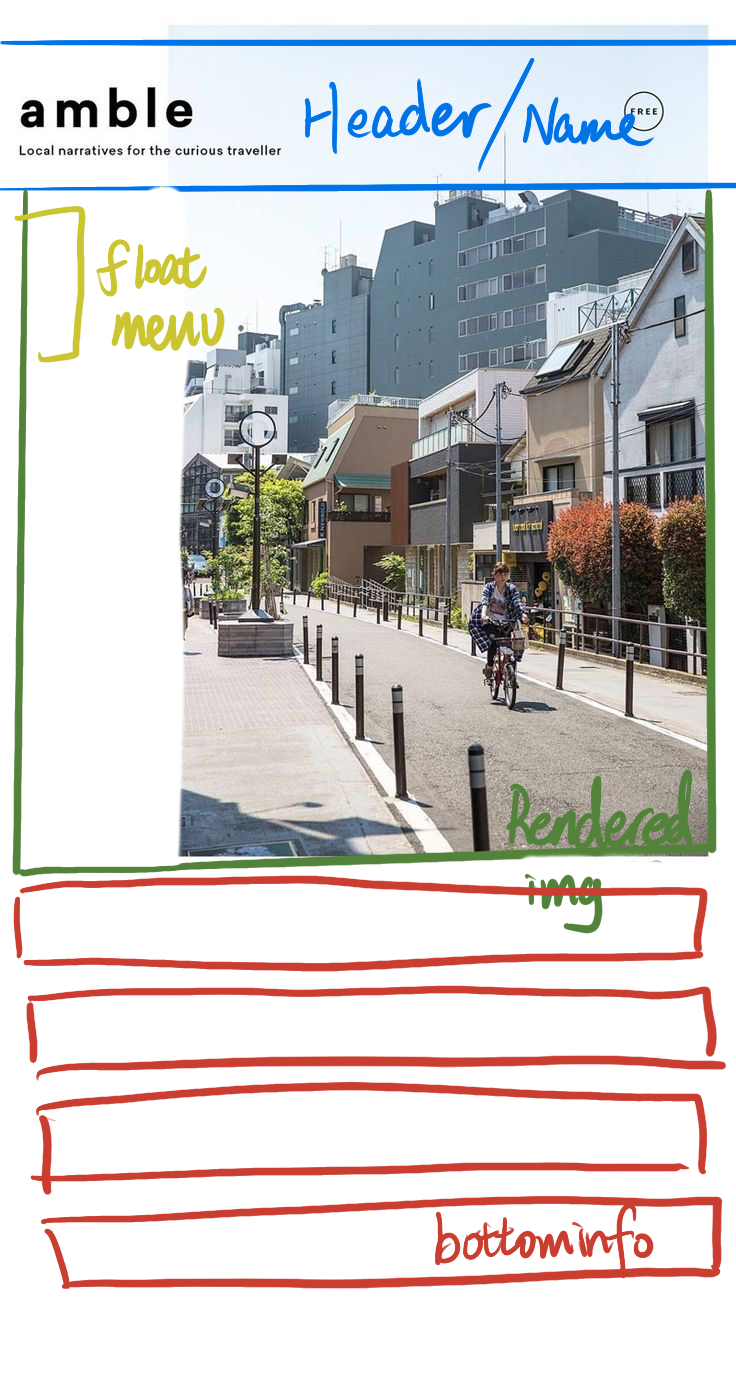 amble
Local narratives for the curious traveller
Header/Name
FREE
float
menu
Rendered
img
bottominfo